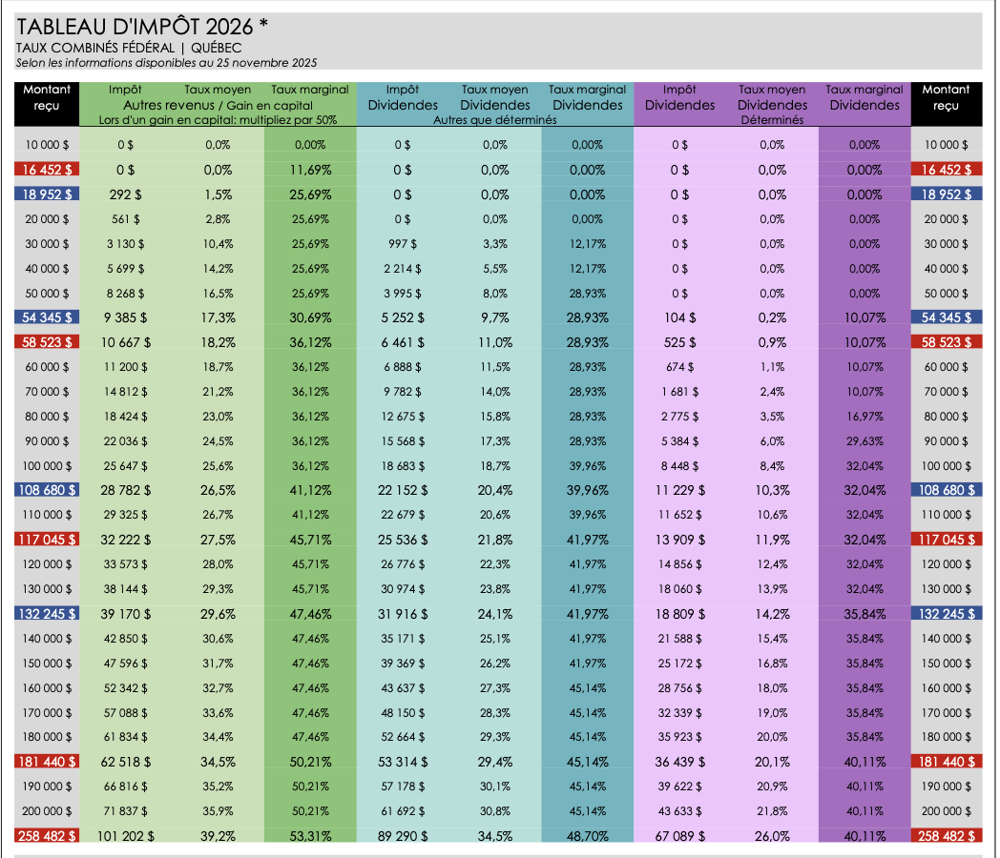 TABLEAU D'IMPÔT 2026 *
TAUX COMBINÉS FÉDÉRAL | QUÉBEC
Selon les informations disponibles au 25 novembre 2025
Montant Impôt Taux moyen Taux marginal Impôt Taux moyen Taux marginal Impôt Taux moyen Taux marginal Montant
reçu Autres revenus / Gain en capital Dividendes Dividendes Dividendes Dividendes Dividendes Dividendes reçu
Lors d'un gain en capital: multipliez par 50% Autres que déterminés Déterminés
10 000 $ 0 $ 0,0% 0,00% 0 $ 0,0% 0,00% 0 $ 0,0% 0,00% 10 000 $
16 452 $ 0 $ 0,0% 11,69% 0 $ 0,0% 0,00% 0 $ 0,0% 0,00% 16 452 $
18 952 $ 292 $ 1,5% 25,69% 0 $ 0,0% 0,00% 0 $ 0,0% 0,00% 18 952 $
20 000 $ 561 $ 2,8% 25,69% 0 $ 0,0% 0,00% 0 $ 0,0% 0,00% 20 000 $
30 000 $ 3 130 $ 10,4% 25,69% 997 $ 3,3% 12,17% 0 $ 0,0% 0,00% 30 000 $
40 000 $ 5 699 $ 14,2% 25,69% 2 214 $ 5,5% 12,17% 0 $ 0,0% 0,00% 40 000 $
50 000 $ 8 268 $ 16,5% 25,69% 3 995 $ 8,0% 28,93% 0 $ 0,0% 0,00% 50 000 $
54 345 $ 9 385 $ 17,3% 30,69% 5 252 $ 9,7% 28,93% 104 $ 0,2% 10,07% 54 345 $
58 523 $ 10 667 $ 18,2% 36,12% 6 461 $ 11,0% 28,93% 525 $ 0,9% 10,07% 58 523 $
60 000 $ 11 200 $ 18,7% 36,12% 6 888 $ 11,5% 28,93% 674 $ 1,1% 10,07% 60 000 $
70 000 $ 14 812 $ 21,2% 36,12% 9 782 $ 14,0% 28,93% 1 681 $ 2,4% 10,07% 70 000 $
80 000 $ 18 424 $ 23,0% 36,12% 12 675 $ 15,8% 28,93% 2 775 $ 3,5% 16,97% 80 000 $
90 000 $ 22 036 $ 24,5% 36,12% 15 568 $ 17,3% 28,93% 5 384 $ 6,0% 29,63% 90 000 $
100 000 $ 25 647 $ 25,6% 36,12% 18 683 $ 18,7% 39,96% 8 448 $ 8,4% 32,04% 100 000 $
108 680 $ 28 782 $ 26,5% 41,12% 22 152 $ 20,4% 39,96% 11 229 $ 10,3% 32,04% 108 680 $
110 000 $ 29 325 $ 26,7% 41,12% 22 679 $ 20,6% 39,96% 11 652 $ 10,6% 32,04% 110 000 $
117 045 $ 32 222 $ 27,5% 45,71% 25 536 $ 21,8% 41,97% 13 909 $ 11,9% 32,04% 117 045 $
120 000 $ 33 573 $ 28,0% 45,71% 26 776 $ 22,3% 41,97% 14 856 $ 12,4% 32,04% 120 000 $
130 000 $ 38 144 $ 29,3% 45,71% 30 974 $ 23,8% 41,97% 18 060 $ 13,9% 32,04% 130 000 $
132 245 $ 39 170 $ 29,6% 47,46% 31 916 $ 24,1% 41,97% 18 809 $ 14,2% 35,84% 132 245 $
140 000 $ 42 850 $ 30,6% 47,46% 35 171 $ 25,1% 41,97% 21 588 $ 15,4% 35,84% 140 000 $
150 000 $ 47 596 $ 31,7% 47,46% 39 369 $ 26,2% 41,97% 25 172 $ 16,8% 35,84% 150 000 $
160 000 $ 52 342 $ 32,7% 47,46% 43 637 $ 27,3% 45,14% 28 756 $ 18,0% 35,84% 160 000 $
170 000 $ 57 088 $ 33,6% 47,46% 48 150 $ 28,3% 45,14% 32 339 $ 19,0% 35,84% 170 000 $
180 000 $ 61 834 $ 34,4% 47,46% 52 664 $ 29,3% 45,14% 35 923 $ 20,0% 35,84% 180 000 $
181 440 $ 62 518 $ 34,5% 50,21% 53 314 $ 29,4% 45,14% 36 439 $ 20,1% 40,11% 181 440 $
190 000 $ 66 816 $ 35,2% 50,21% 57 178 $ 30,1% 45,14% 39 622 $ 20,9% 40,11% 190 000 $
200 000 $ 71 837 $ 35,9% 50,21% 61 692 $ 30,8% 45,14% 43 633 $ 21,8% 40,11% 200 000 $
258 482 $ 101 202 $ 39,2% 53,31% 89 290 $ 34,5% 48,70% 67 089 $ 26,0% 40,11% 258 482 $